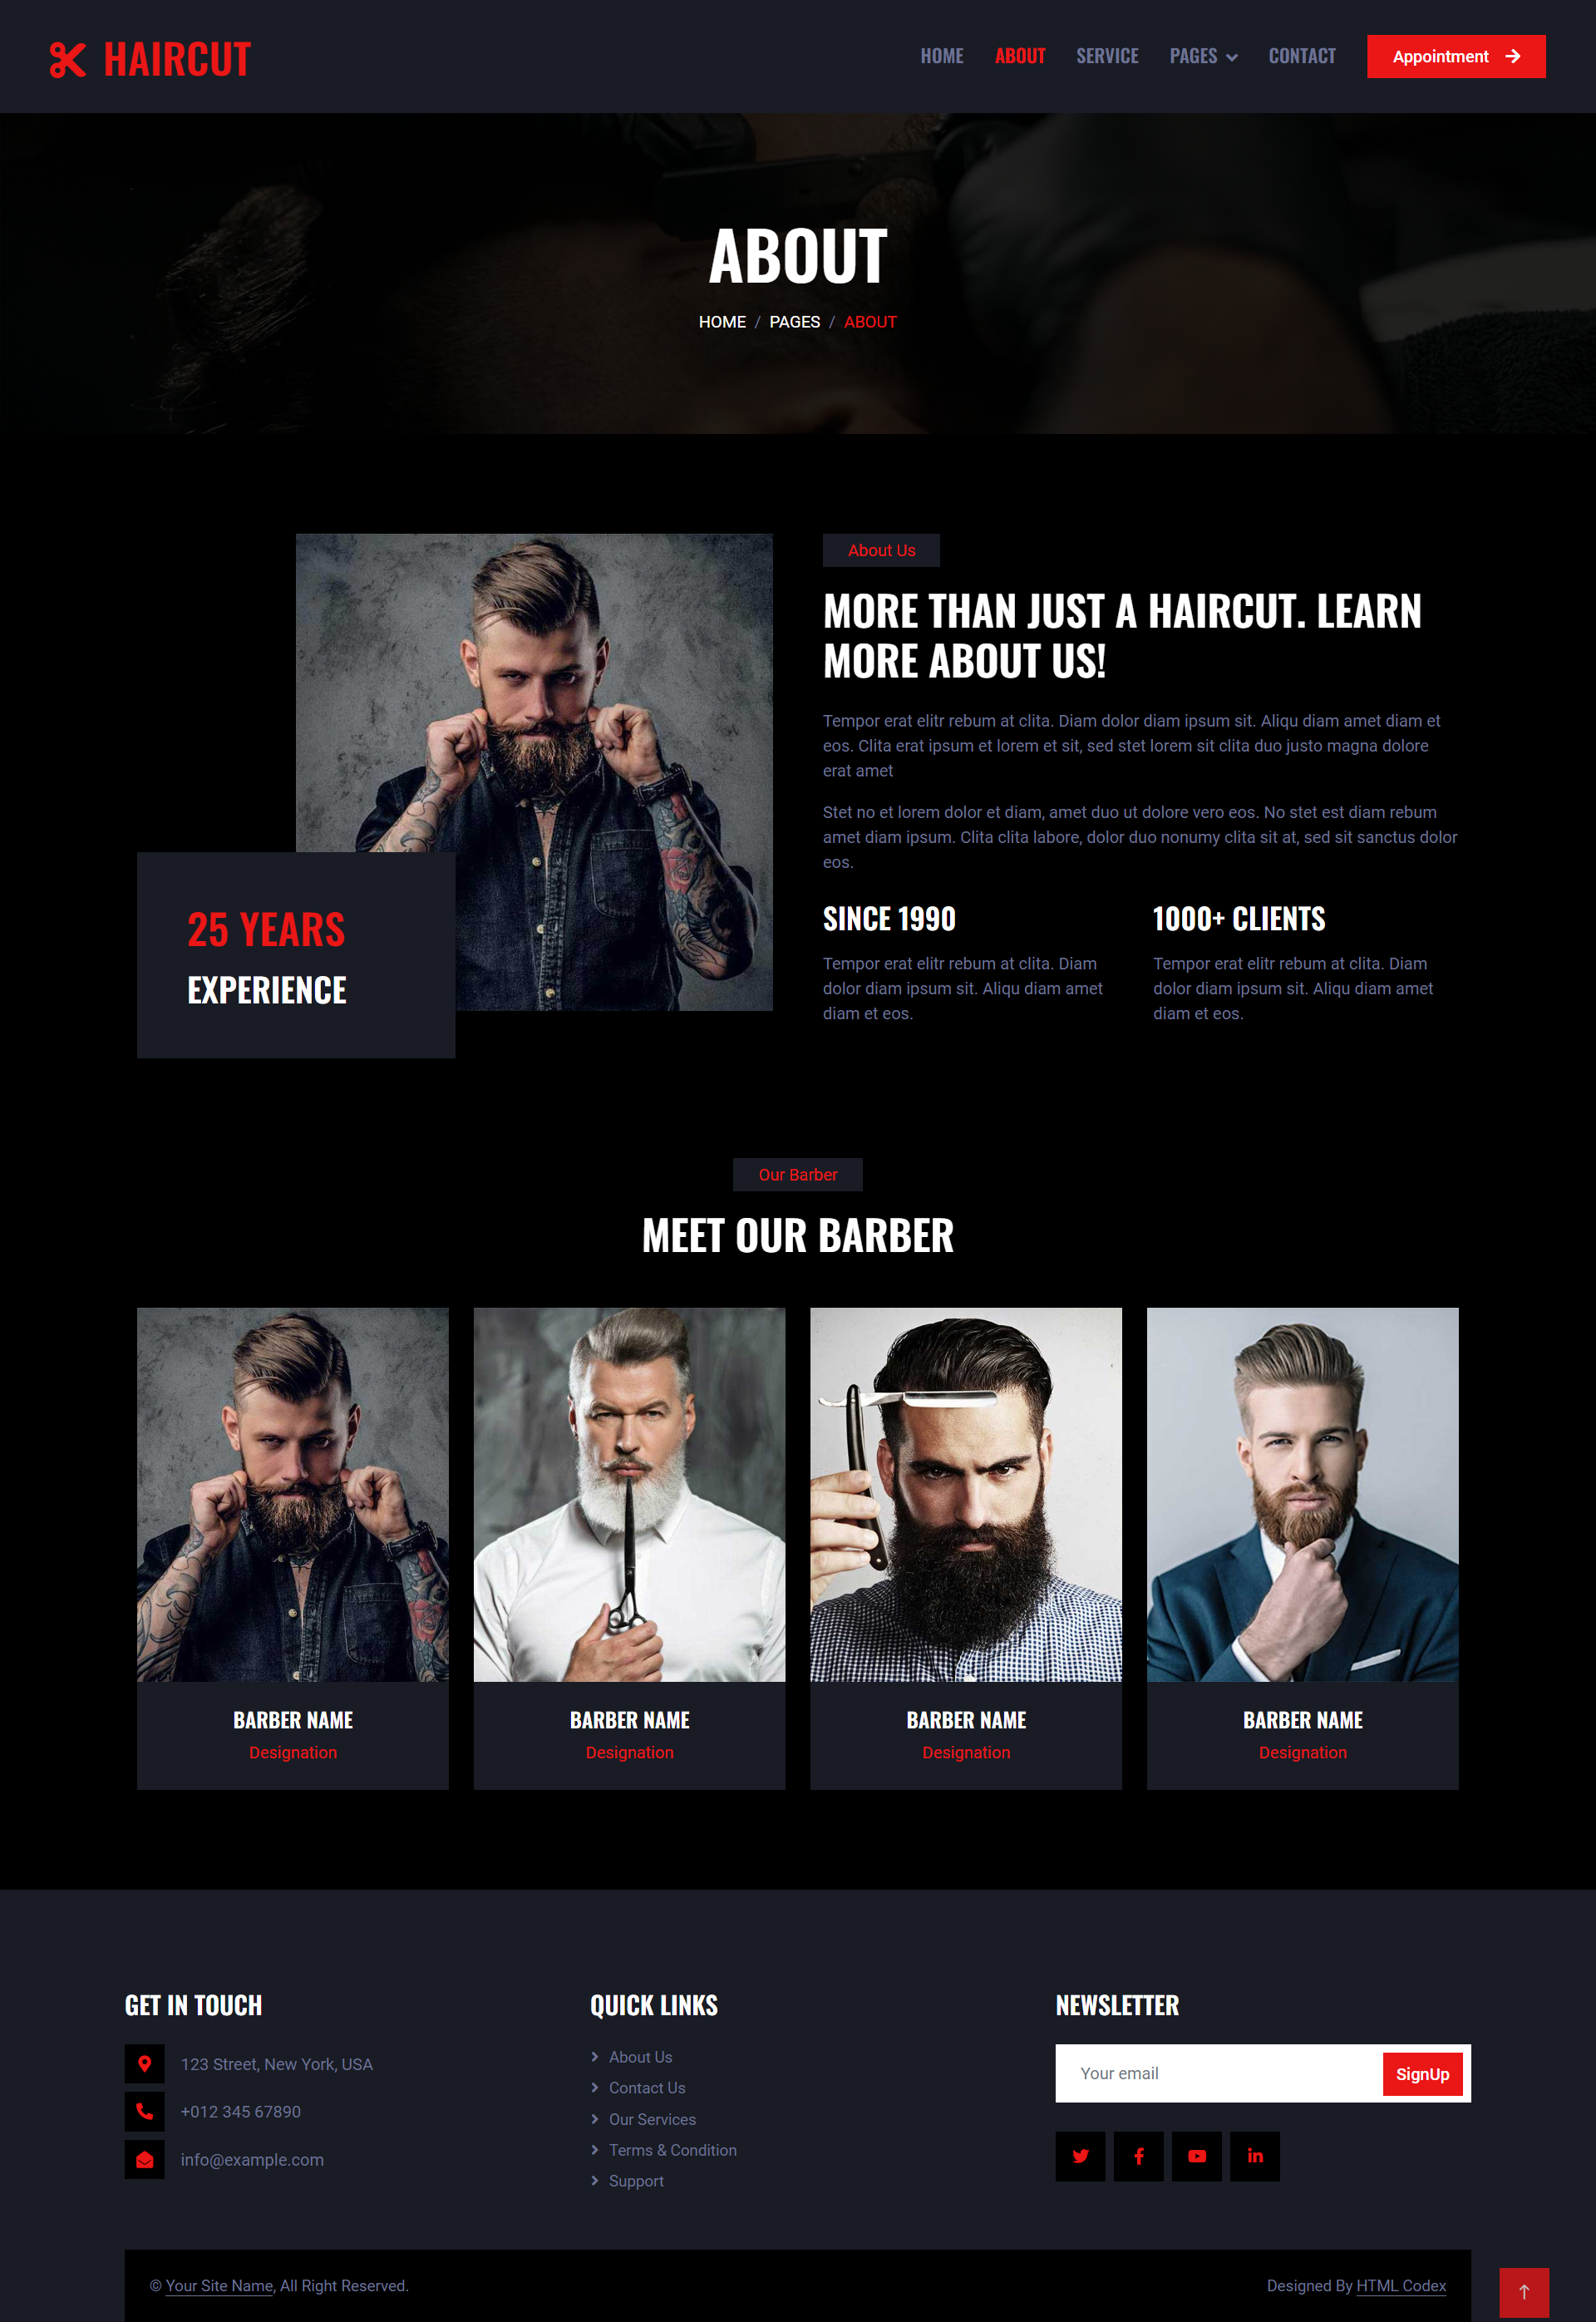 HAIRCUT
HOME ABOUT SERVICE PAGES CONTACT Appointment
ABOUT
HOME / PAGES / ABOUT
About Us
MORE THAN JUST A HAIRCUT. LEARN
MORE ABOUT US!
Tempor erat elitr rebum at clita. Diam dolor diam ipsum sit. Aliqu diam amet diam et
eos. Clita erat ipsum et lorem et sit, sed stet lorem sit clita duo justo magna dolore
erat amet
Stet no et lorem dolor et diam, amet duo ut dolore vero eos. No stet est diam rebum
amet diam ipsum. Clita clita labore, dolor duo nonumy clita sit at, sed sit sanctus dolor
eos.
25 YEARS
EXPERIENCE
SINCE 1990
Tempor erat elitr rebum at clita. Diam
dolor diam ipsum sit. Aliqu diam amet
diam et eos.
1000+ CLIENTS
Tempor erat elitr rebum at clita. Diam
dolor diam ipsum sit. Aliqu diam amet
diam et eos.
Our Barber
MEET OUR BARBER
BARBER NAME
Designation
BARBER NAME
Designation
BARBER NAME
Designation
BARBER NAME
Designation
GET IN TOUCH
123 Street, New York, USA
+012 345 67890
info@example.com
QUICK LINKS
About Us
Contact Us
Our Services
Terms & Condition
Support
NEWSLETTER
Your email SignUp
© Your Site Name, All Right Reserved.
Designed By HTML Codex